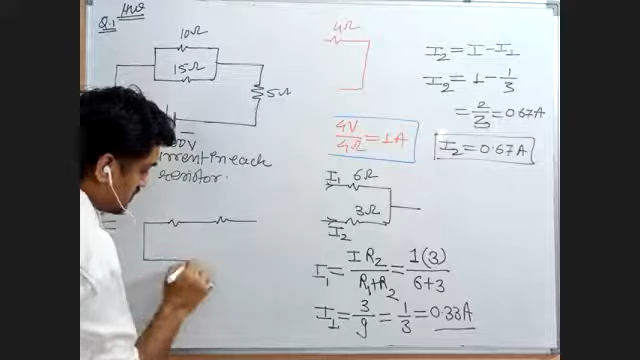 Q.1 HW
10Ω
15Ω
5Ω
in each
resistor.
4Ω
4V/4Ω = 1A
I₁ 6Ω
3Ω
I₂
I₁ = I R₂/R₁+R₂ = 1(3)/6+3
I₁ = 3/9 = 1/3 = 0.33A
I₂ = I - I₁
I₂ = 1 - 1/3
= 2/3 = 0.67A
I₂ = 0.67A